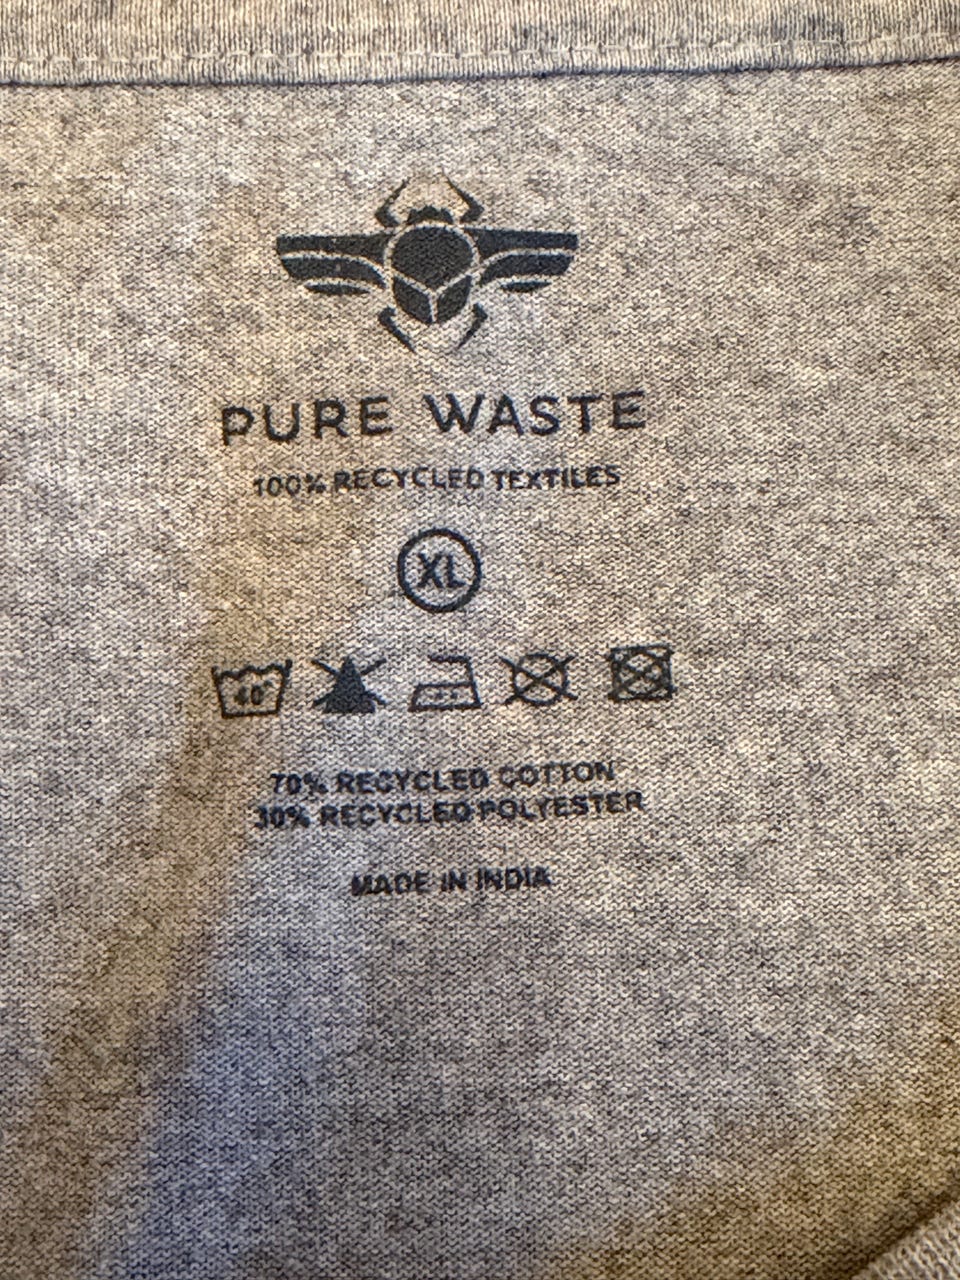 PURE WASTE
100% RECYCLED TEXTILES
XL
40°
70% RECYCLED COTTON
30% RECYCLED POLYESTER
MADE IN INDIA